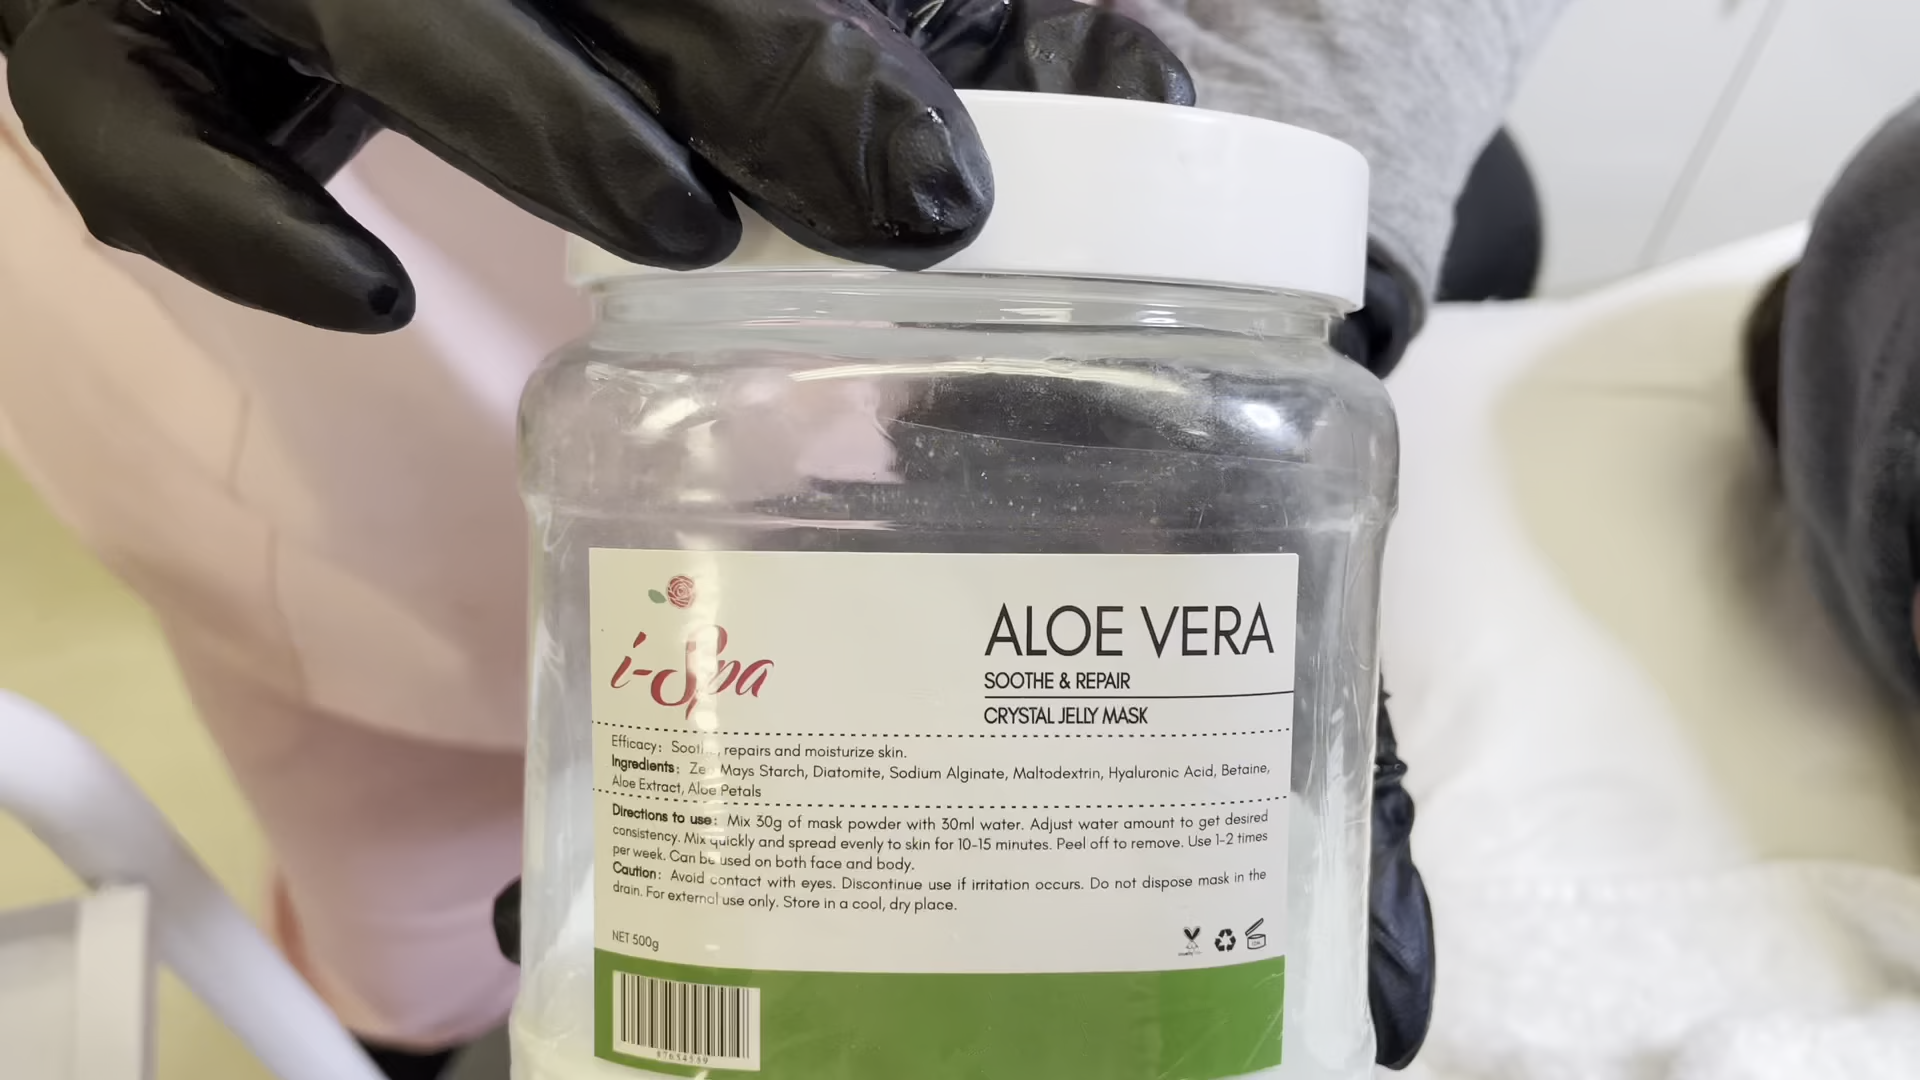 i-Spa
ALOE VERA
SOOTHE & REPAIR
CRYSTAL JELLY MASK
Efficacy: repairs and moisturize skin.
Ingredients: Zea Mays Starch, Diatomite, Sodium Alginate, Maltodextrin, Hyaluronic Acid, Betaine,
Aloe Extract, Aloe Petals
Directions to use: Mix 30g of mask powder with 30ml water. Adjust water amount to get desired
consistency. Mix quickly and spread evenly to skin for 10-15 minutes. Peel off to remove. Use 1-2 times
per week. Can be used on both face and body.
Caution: Avoid contact with eyes. Discontinue use if irritation occurs. Do not dispose mask in the
drain. For external use only. Store in a cool, dry place.
NET 500g